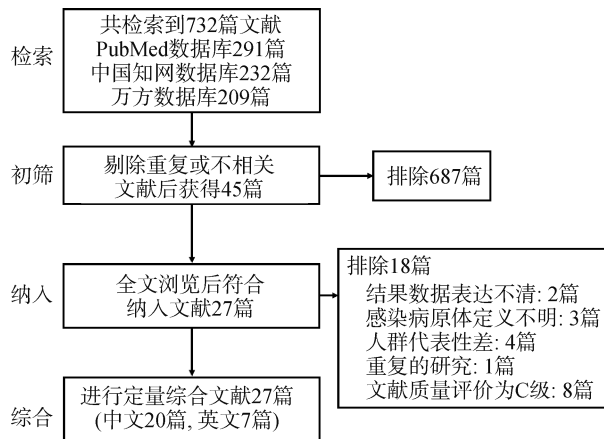 检索
共检索到732篇文献
PubMed数据库291篇
中国知网数据库232篇
万方数据库209篇
初筛
剔除重复或不相关
文献后获得45篇
排除687篇
纳入
全文浏览后符合
纳入文献27篇
排除18篇
结果数据表达不清: 2篇
感染病原体定义不明: 3篇
人群代表性差: 4篇
重复的研究: 1篇
文献质量评价为C级: 8篇
综合
进行定量综合文献27篇
(中文20篇, 英文7篇)